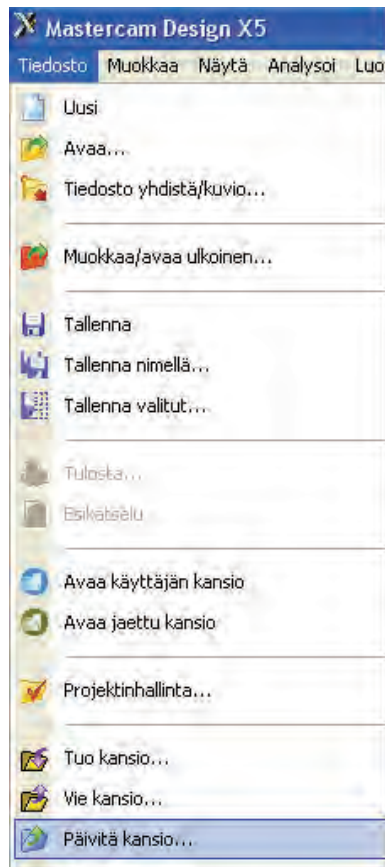 Mastercam Design X5
Tiedosto Muokkaa Näytä Analysoi Luo
Uusi
Avaa...
Tiedosto yhdistä/kuvio...
Muokkaa/avaa ulkoinen...
Tallenna
Tallenna nimellä...
Tallenna valitut...
Tulosta...
Esikatselu
Avaa käyttäjän kansio
Avaa jaettu kansio
Projektinhallinta...
Tuo kansio...
Vie kansio...
Päivitä kansio...